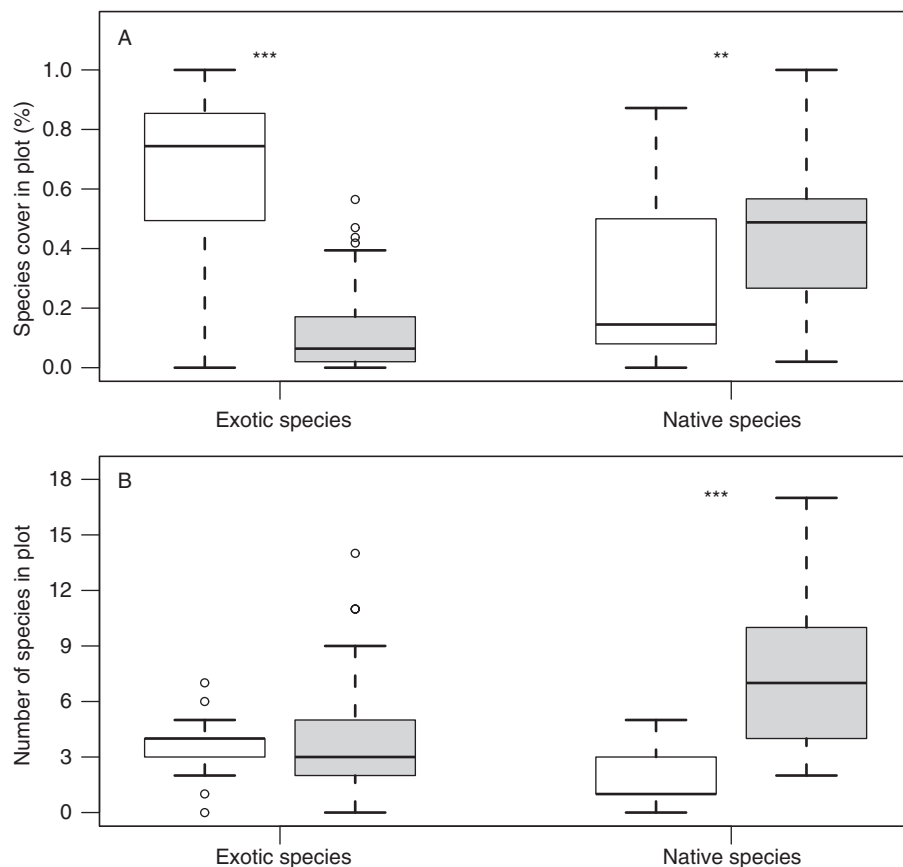 A
*** **
1.0
0.8
0.6
0.4
0.2
0.0
Species cover in plot (%)
Exotic species Native species
B
***
18
15
12
9
6
3
0
Number of species in plot
Exotic species Native species